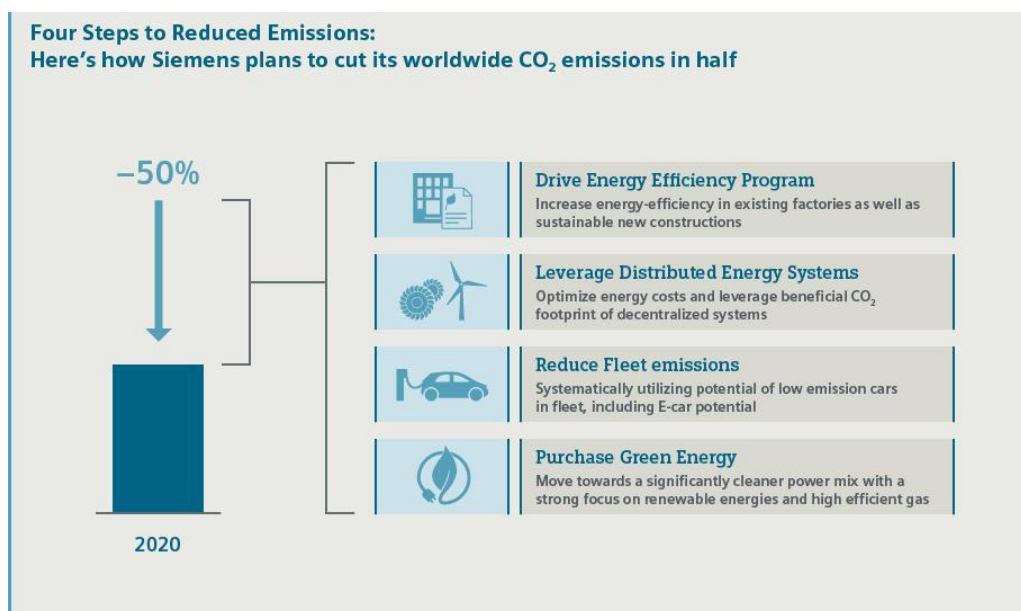 Four Steps to Reduced Emissions:
Here's how Siemens plans to cut its worldwide CO₂ emissions in half
–50%
2020
Drive Energy Efficiency Program
Increase energy-efficiency in existing factories as well as
sustainable new constructions
Leverage Distributed Energy Systems
Optimize energy costs and leverage beneficial CO₂
footprint of decentralized systems
Reduce Fleet emissions
Systematically utilizing potential of low emission cars
in fleet, including E-car potential
Purchase Green Energy
Move towards a significantly cleaner power mix with a
strong focus on renewable energies and high efficient gas